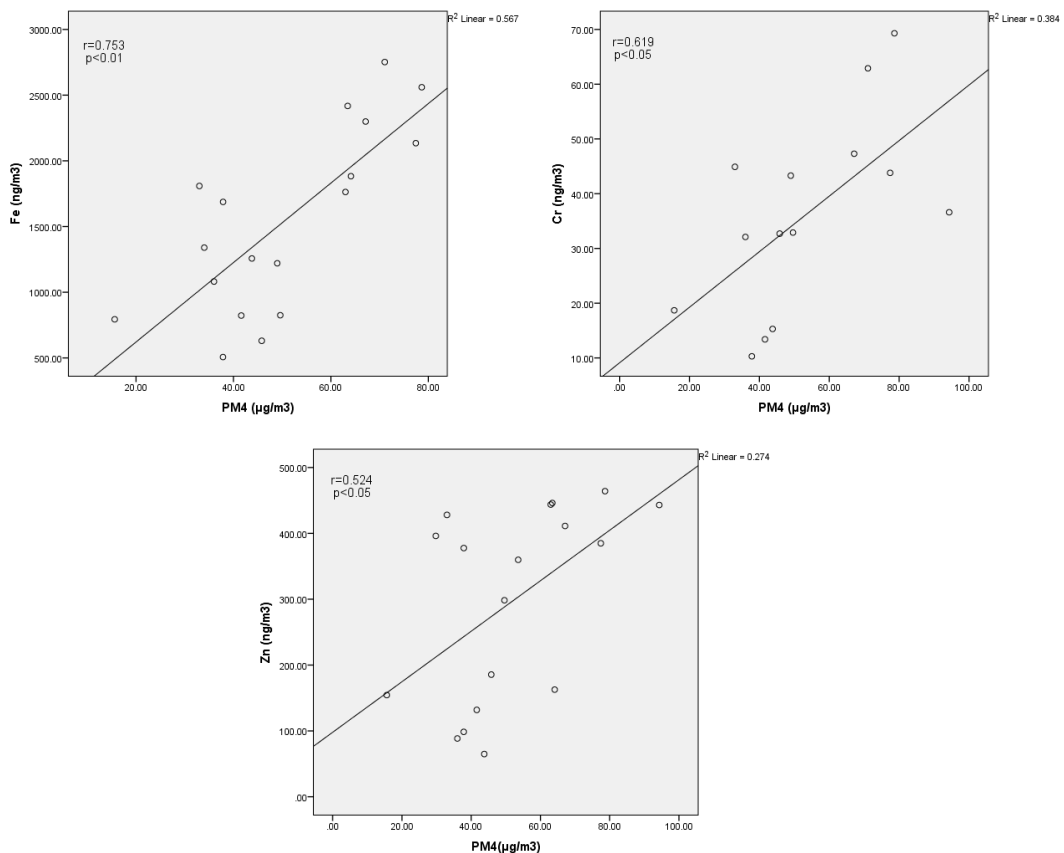 R² Linear = 0.567
r=0.753
p<0.01
3000.00
2500.00
2000.00
1500.00
1000.00
500.00
Fe (ng/m3)
20.00 40.00 60.00 80.00
PM4 (µg/m3)
R² Linear = 0.384
r=0.619
p<0.05
70.00
60.00
50.00
40.00
30.00
20.00
10.00
Cr (ng/m3)
.00 20.00 40.00 60.00 80.00 100.00
PM4 (µg/m3)
R² Linear = 0.274
r=0.524
p<0.05
500.00
400.00
300.00
200.00
100.00
.00
Zn (ng/m3)
.00 20.00 40.00 60.00 80.00 100.00
PM4(µg/m3)